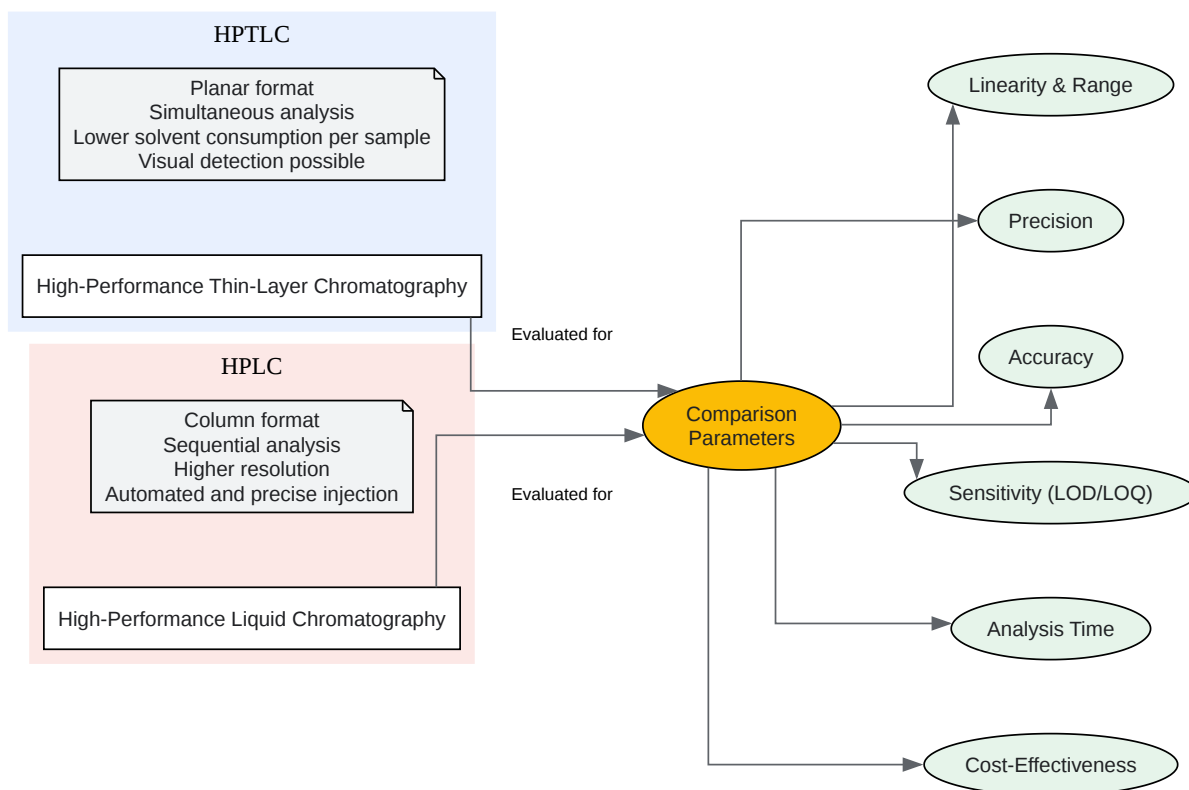 HPTLC
Planar format
Simultaneous analysis
Lower solvent consumption per sample
Visual detection possible
High-Performance Thin-Layer Chromatography
HPLC
Column format
Sequential analysis
Higher resolution
Automated and precise injection
High-Performance Liquid Chromatography
Evaluated for
Evaluated for
Comparison
Parameters
Linearity & Range
Precision
Accuracy
Sensitivity (LOD/LOQ)
Analysis Time
Cost-Effectiveness